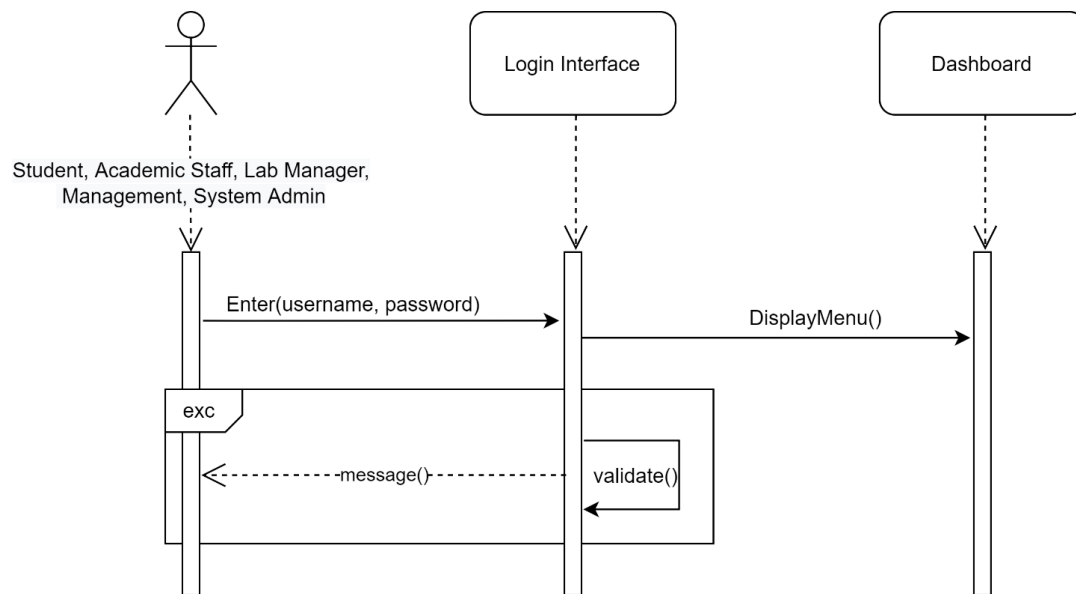 Login Interface
Dashboard
Student, Academic Staff, Lab Manager,
Management, System Admin
Enter(username, password)
DisplayMenu()
exc
message()
validate()